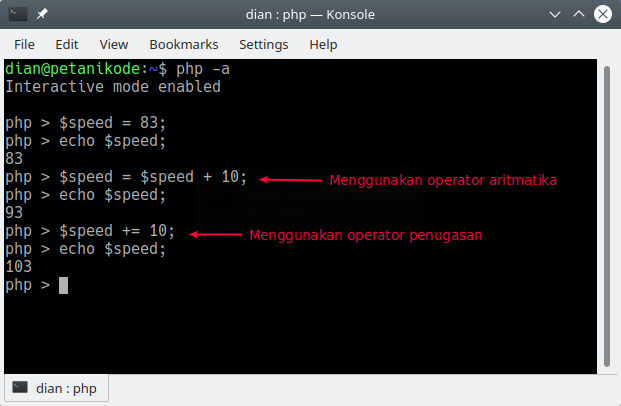 dian : php — Konsole
File Edit View Bookmarks Settings Help
dian@petanikode:~$ php -a
Interactive mode enabled
php > $speed = 83;
php > echo $speed;
83
php > $speed = $speed + 10; Menggunakan operator aritmatika
php > echo $speed;
93
php > $speed += 10; Menggunakan operator penugasan
php > echo $speed;
103
php >
dian : php